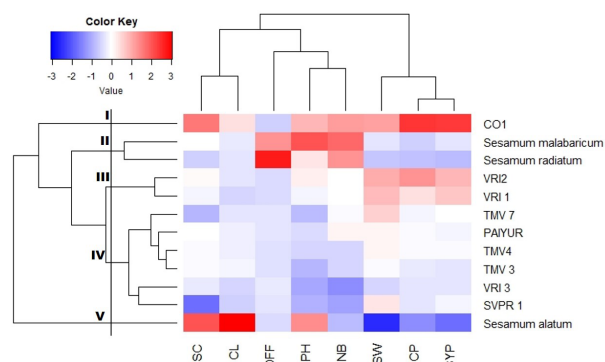 Color Key
-3 -2 -1 0 1 2 3
Value
I
II
III
IV
V
CO1
Sesamum malabaricum
Sesamum radiatum
VRI2
VRI 1
TMV 7
PAIYUR
TMV4
TMV 3
VRI 3
SVPR 1
Sesamum alatum
SC CL PH NB SW CP